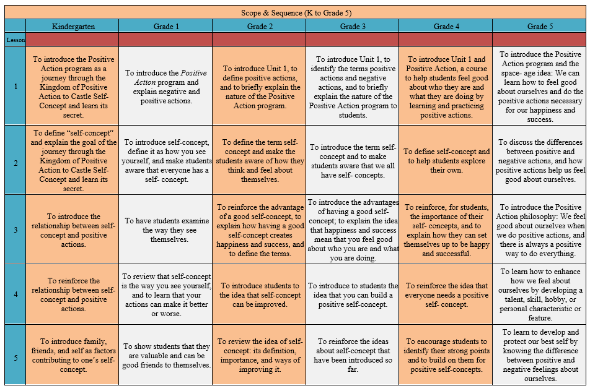 Scope & Sequence (K to Grade 5)
Kindergarten
Grade 1
Grade 2
Grade 3
Grade 4
Grade 5
Lesson
1
To introduce the Positive
Action program as a
journey through the
Kingdom of Positive
Action to Castle Self-
Concept and learn its
secret.
To introduce the Positive
Action program and
explain negative and
positive actions.
To introduce Unit 1, to
define positive actions,
and to briefly explain the
nature of the Positive
Action program.
To introduce Unit 1, to
identify the terms positive
actions and negative
actions, and to briefly
explain the nature of the
Positive Action program to
students.
To introduce Unit 1 and
Positive Action, a course
to help students feel good
about who they are and
what they are doing by
learning and practicing
positive actions.
To introduce the Positive
Action program and the
space- age idea: We can
learn how to feel good
about ourselves and do the
positive actions necessary
for our happiness and
success.
2
To define "self-concept"
and explain the goal of the
journey through the
Kingdom of Positive
Action to Castle Self-
Concept and learn its
secret.
To introduce self-concept,
define it as how you see
yourself, and make students
aware that everyone has a
self- concept.
To define the term self-
concept and make the
students aware of how they
think and feel about
themselves.
To introduce the term self-
concept and to make
students aware that we all
have self- concepts.
To define self-concept and
to help students explore
their own.
To discuss the differences
between positive and
negative actions, and how
positive actions help us feel
good about ourselves.
3
To introduce the
relationship between self-
concept and positive
actions.
To have students examine
the way they see
themselves.
To reinforce the advantage
of a good self-concept, to
explain how having a good
self-concept creates
happiness and success, and
to define the terms.
To introduce the advantages
of having a good self-
concept; to explain the idea
that happiness and success
mean that you feel good
about who you are and what
you are doing.
To reinforce, for students,
the importance of their
self- concepts, and to
explain how they can set
themselves up to be happy
and successful.
To introduce the Positive
Action philosophy: We feel
good about ourselves when
we do positive actions, and
there is always a positive
way to do everything.
4
To reinforce the
relationship between self-
concept and positive
actions.
To review that self-concept
is the way you see yourself,
and to learn that your
actions can make it better
or worse.
To introduce students to
the idea that self-concept
can be improved.
To introduce to students the
idea that you can build a
positive self-concept.
To reinforce the idea that
everyone needs a positive
self- concept.
To learn how to enhance
how we feel about
ourselves by developing a
talent, skill, hobby, or
personal characteristic or
feature.
5
To introduce family,
friends, and self as factors
contributing to one's self-
concept.
To show students that they
are valuable and can be
good friends to themselves.
To review the idea of self-
concept: its definition,
importance, and ways of
improving it.
To reinforce the ideas
about self-concept that
have been introduced so
far.
To encourage students to
identify their strong points
and to build on them for
positive self-concepts.
To learn to develop and
protect our best self by
knowing the difference
between positive and
negative feelings about
ourselves.